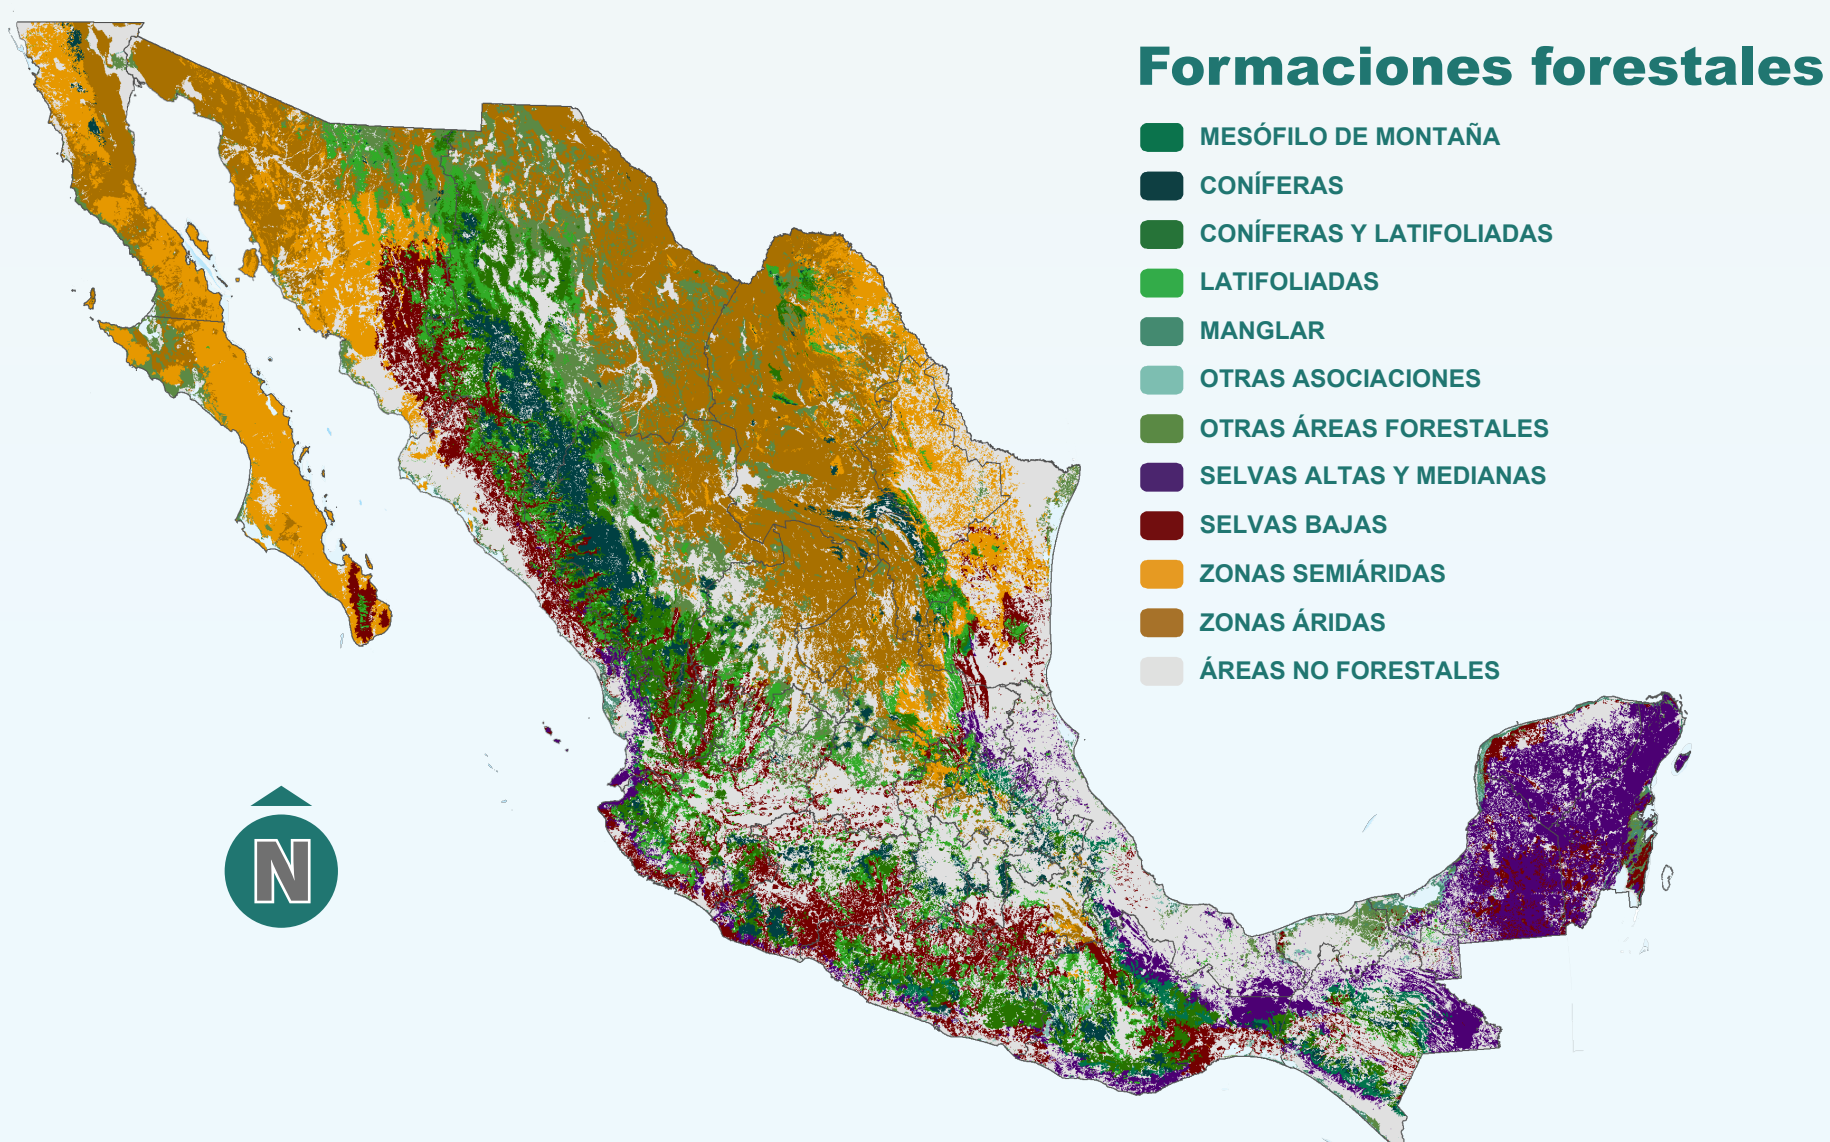 Formaciones forestales
MESÓFILO DE MONTAÑA
CONÍFERAS
CONÍFERAS Y LATIFOLIADAS
LATIFOLIADAS
MANGLAR
OTRAS ASOCIACIONES
OTRAS ÁREAS FORESTALES
SELVAS ALTAS Y MEDIANAS
SELVAS BAJAS
ZONAS SEMIÁRIDAS
ZONAS ÁRIDAS
ÁREAS NO FORESTALES
N